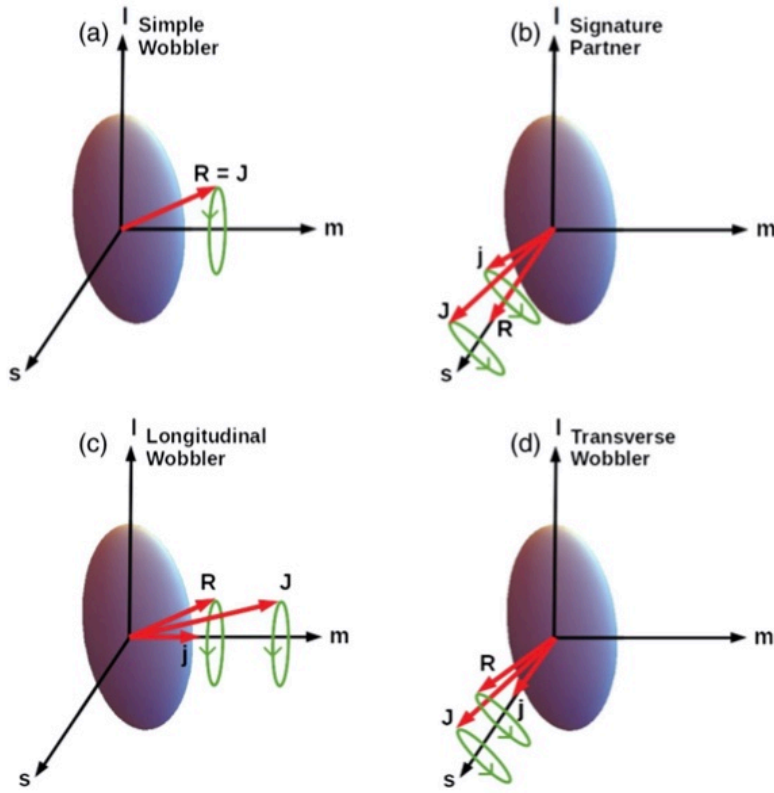 (a)
l
Simple
Wobbler
R = J
m
s
(b)
l
Signature
Partner
j
J
R
m
s
(c)
l
Longitudinal
Wobbler
R
J
j
m
s
(d)
l
Transverse
Wobbler
R
J
j
m
s